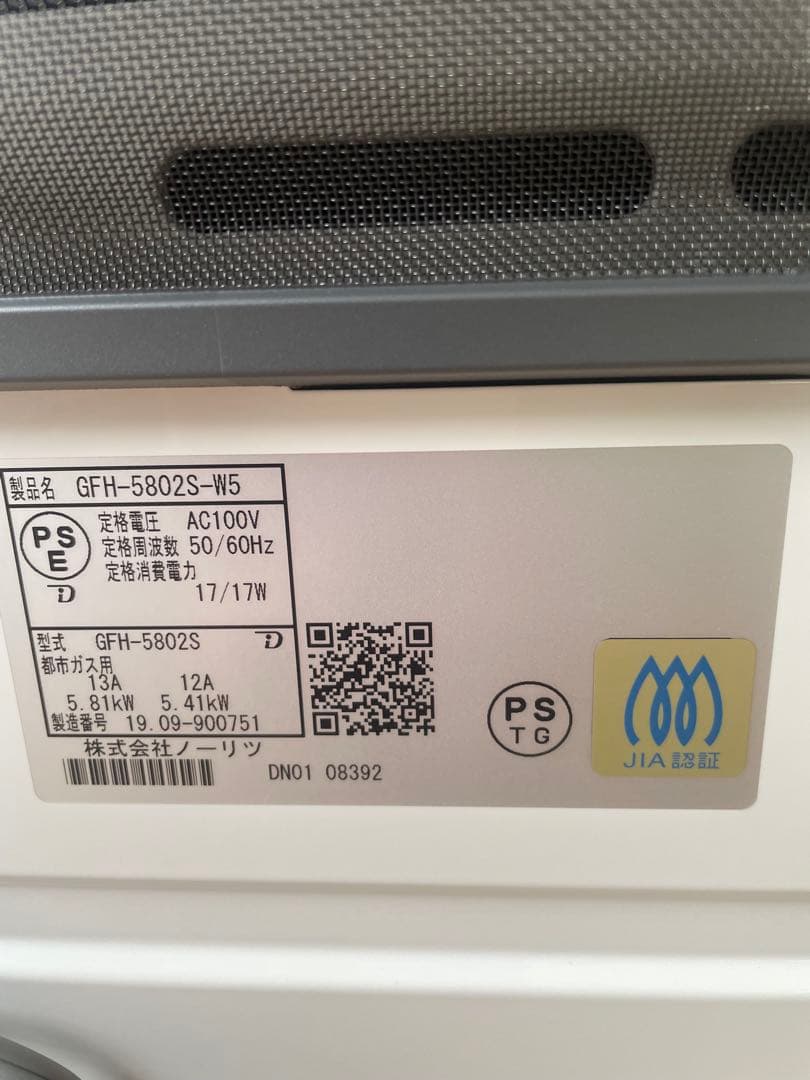 製品名 GFH-5802S-W5
PS
E
定格電圧 AC100V
定格周波数 50/60Hz
定格消費電力
17/17W
型式 GFH-5802S
都市ガス用
13A 12A
5.81kW 5.41kW
製造番号 19.09-900751
株式会社ノーリツ
DN01 08392
PS
TG
JIA 認証